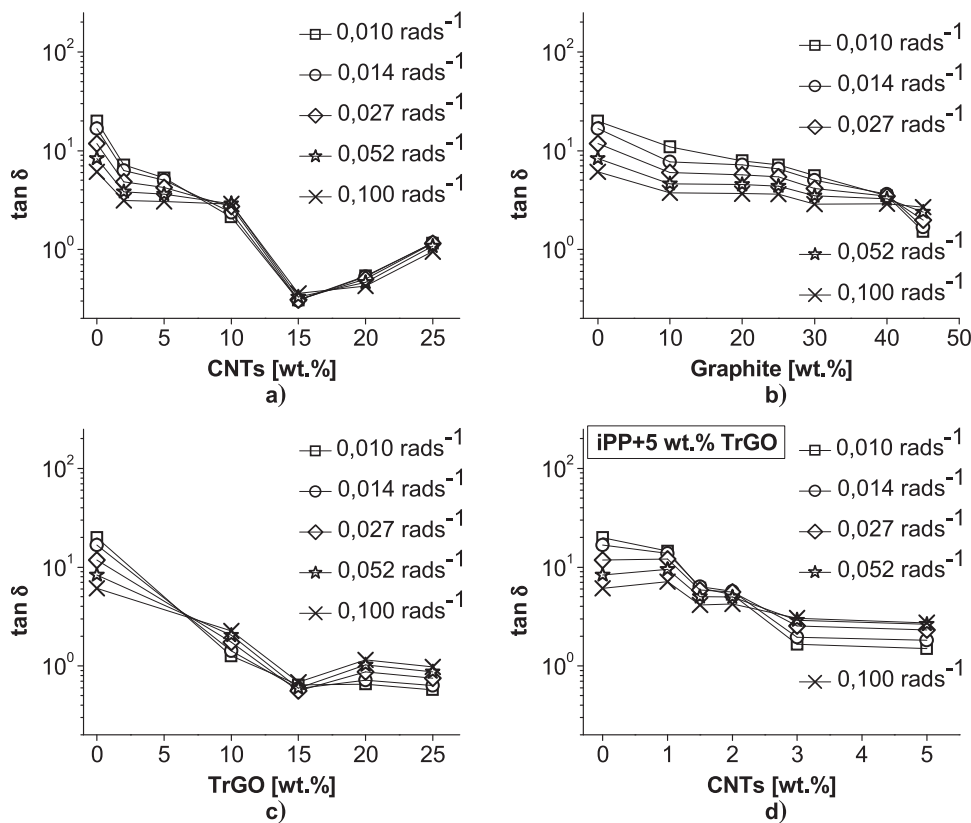 a)
tan δ
10²
10¹
10⁰
0,010 rads⁻¹
0,014 rads⁻¹
0,027 rads⁻¹
0,052 rads⁻¹
0,100 rads⁻¹
0 5 10 15 20 25
CNTs [wt.%]
a)
b)
tan δ
10²
10¹
10⁰
0,010 rads⁻¹
0,014 rads⁻¹
0,027 rads⁻¹
0,052 rads⁻¹
0,100 rads⁻¹
0 10 20 30 40 50
Graphite [wt.%]
b)
tan δ
10²
10¹
10⁰
0,010 rads⁻¹
0,014 rads⁻¹
0,027 rads⁻¹
0,052 rads⁻¹
0,100 rads⁻¹
0 5 10 15 20 25
TrGO [wt.%]
c)
iPP+5 wt.% TrGO
tan δ
10²
10¹
10⁰
0,010 rads⁻¹
0,014 rads⁻¹
0,027 rads⁻¹
0,052 rads⁻¹
0,100 rads⁻¹
0 1 2 3 4 5
CNTs [wt.%]
d)